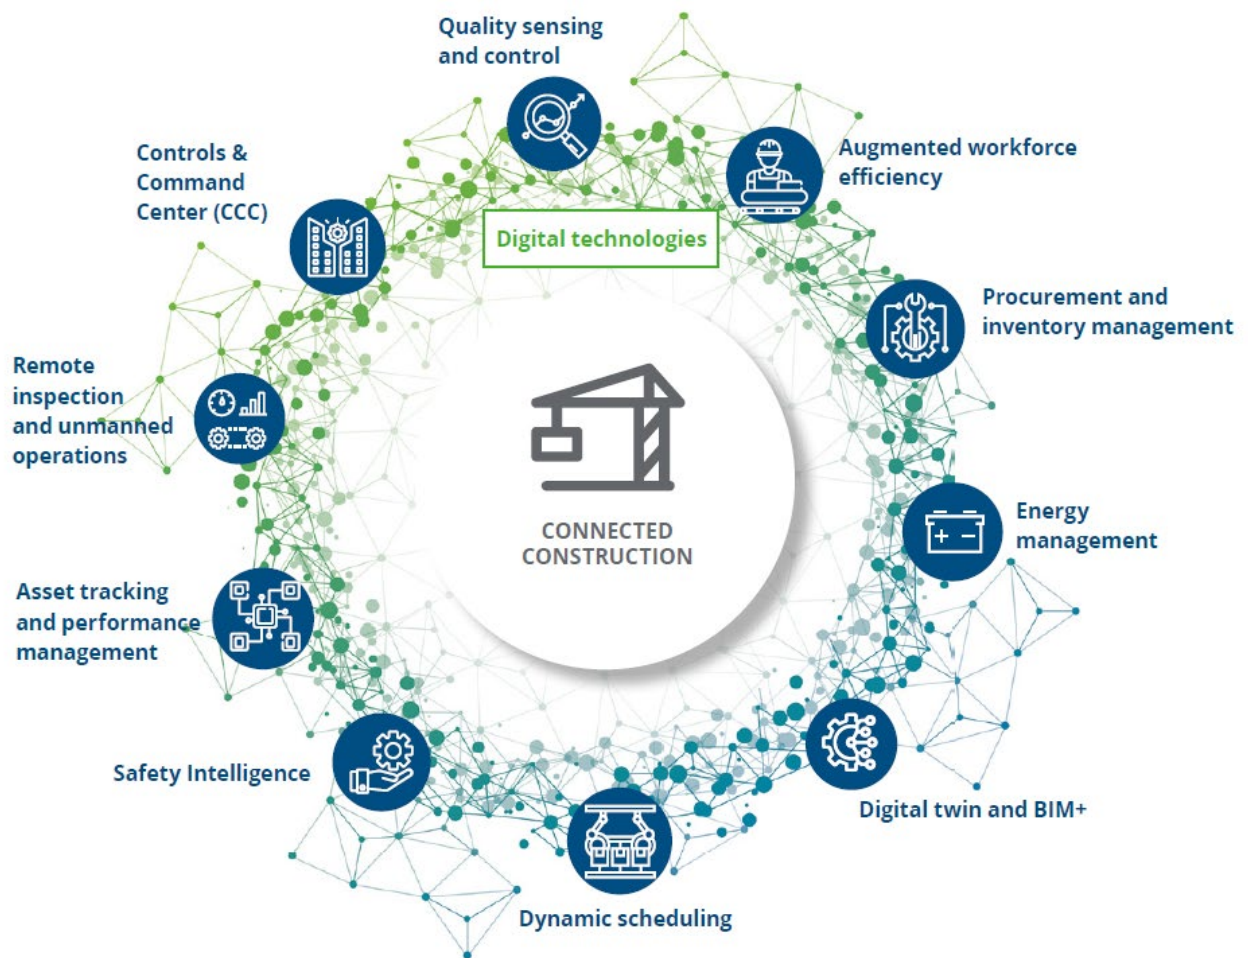 Quality sensing
and control
Augmented workforce
efficiency
Controls &
Command
Center (CCC)
Digital technologies
Procurement and
inventory management
Remote
inspection
and unmanned
operations
CONNECTED
CONSTRUCTION
Energy
management
Asset tracking
and performance
management
Safety Intelligence
Digital twin and BIM+
Dynamic scheduling